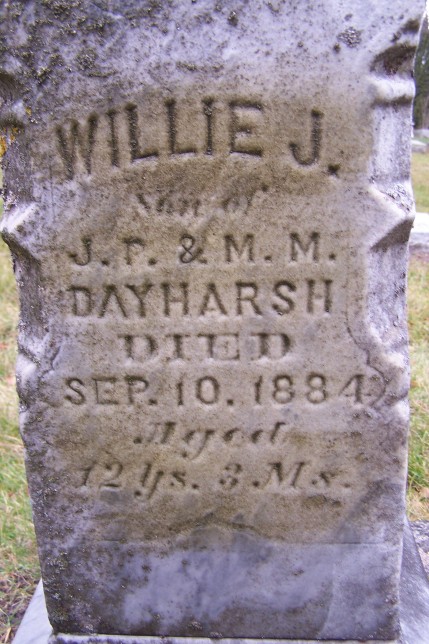 WILLIE J.
Son of
J. P. & M. M.
DAYHARSH
DIED
SEP. 10. 1884
Aged
12 ys. 3. Ms.